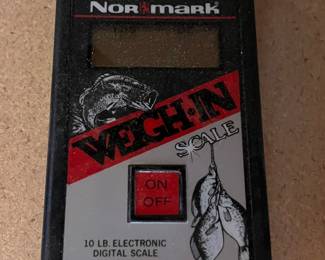 Normark
WEIGH-IN
SCALE
ON
OFF
10 LB. ELECTRONIC
DIGITAL SCALE